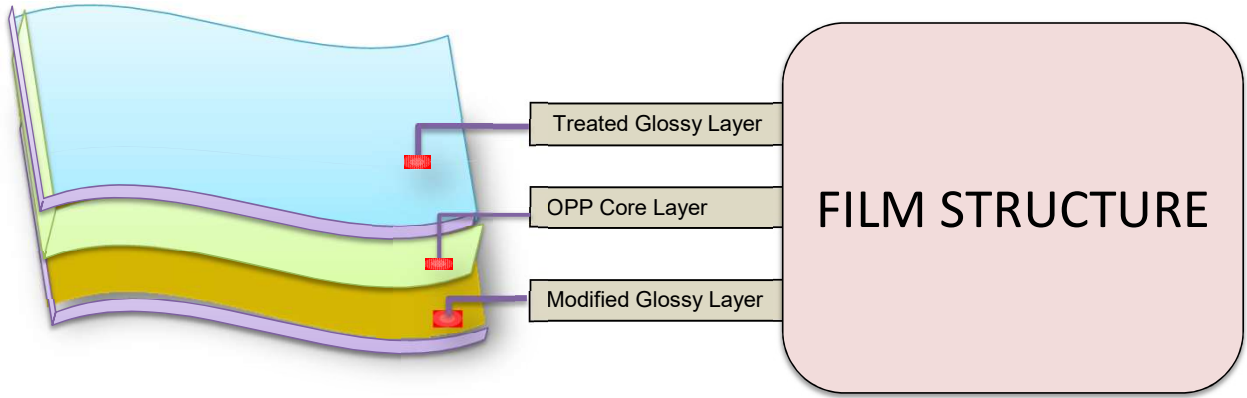 Treated Glossy Layer
OPP Core Layer
Modified Glossy Layer
FILM STRUCTURE